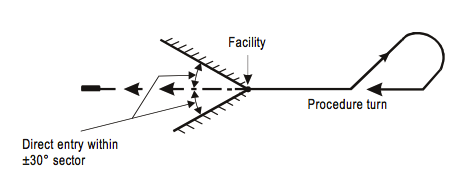 Facility
Procedure turn
Direct entry within
±30° sector